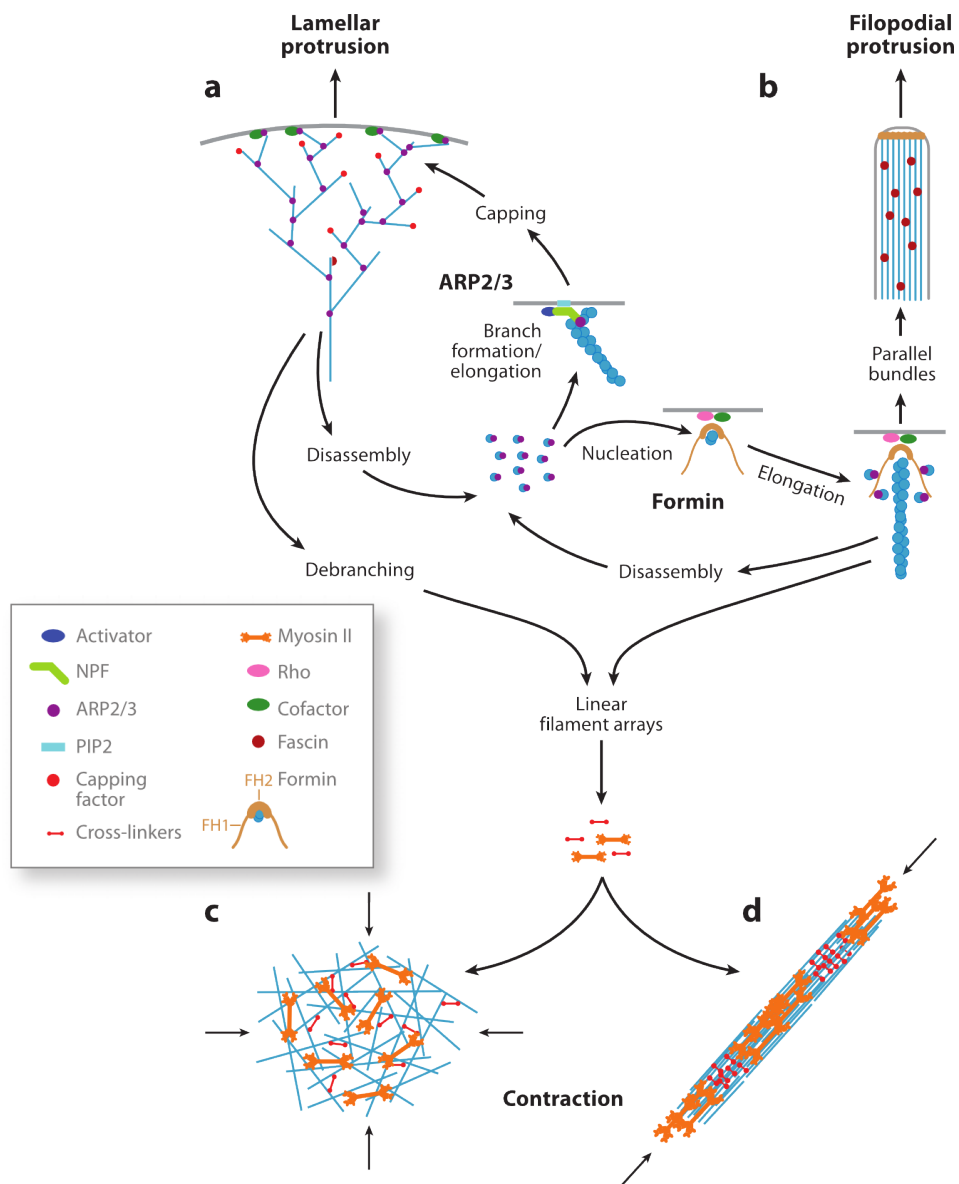 Lamellar
protrusion
Filopodial
protrusion
a
b
Capping
ARP2/3
Branch
formation/
elongation
Parallel
bundles
Disassembly
Nucleation
Elongation
Formin
Debranching
Disassembly
Activator
NPF
ARP2/3
PIP2
Capping
factor
Cross-linkers
Myosin II
Rho
Cofactor
Fascin
FH2
Formin
FH1
Linear
filament arrays
c
d
Contraction